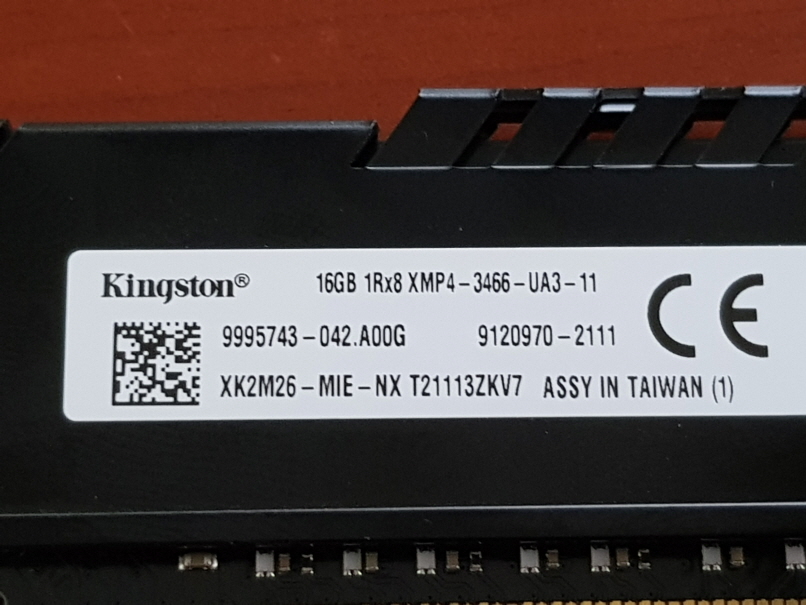 Kingston® 16GB 1Rx8 XMP4-3466-UA3-11
9995743-042.A00G 9120970-2111
XK2M26-MIE-NX T21113ZKV7 ASSY IN TAIWAN (1)
CE